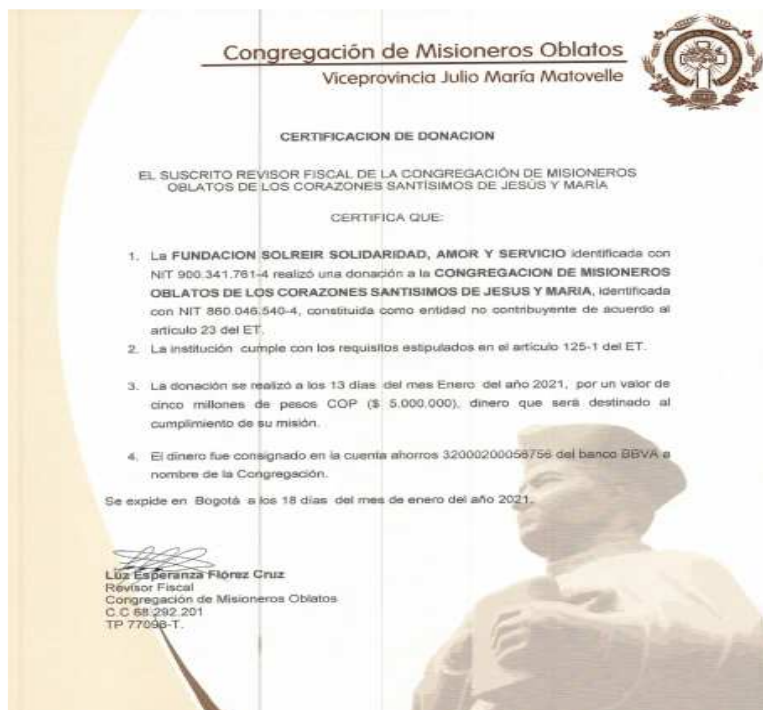 Congregación de Misioneros Oblatos
Viceprovincia Julio María Matovelle
CERTIFICACION DE DONACION
EL SUSCRITO REVISOR FISCAL DE LA CONGREGACIÓN DE MISIONEROS
OBLATOS DE LOS CORAZONES SANTÍSIMOS DE JESÚS Y MARÍA
CERTIFICA QUE:
1. La FUNDACION SOLREIR SOLIDARIDAD, AMOR Y SERVICIO identificada con
NIT 900.341.761-4 realizó una donación a la CONGREGACION DE MISIONEROS
OBLATOS DE LOS CORAZONES SANTISIMOS DE JESUS Y MARIA, identificada
con NIT 860.046.540-4, constituida como entidad no contribuyente de acuerdo al
artículo 23 del ET.
2. La institución cumple con los requisitos estipulados en el artículo 125-1 del ET.
3. La donación se realizó a los 13 días del mes Enero del año 2021, por un valor de
cinco millones de pesos COP ($ 5.000.000), dinero que será destinado al
cumplimiento de su misión.
4. El dinero fue consignado en la cuenta ahorros 32000200056756 del banco BBVA a
nombre de la Congregación.
Se expide en Bogotá a los 18 días del mes de enero del año 2021.
Luz Esperanza Flórez Cruz
Revisor Fiscal
Congregación de Misioneros Oblatos
C.C 68.292.201
TP 77098-T.